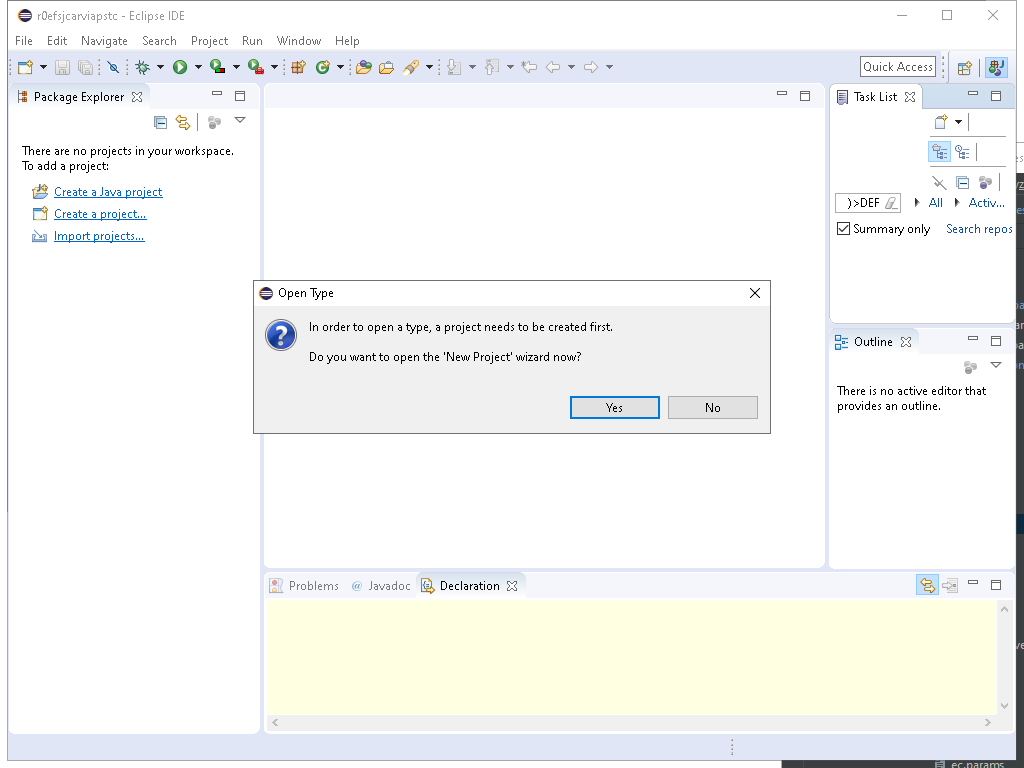 r0efsjcarviapstc - Eclipse IDE
File Edit Navigate Search Project Run Window Help
Quick Access
Package Explorer
Task List
There are no projects in your workspace.
To add a project:
Create a Java project
Create a project...
Import projects...
)>DEF All Activ...
Summary only Search repos
Open Type
In order to open a type, a project needs to be created first.
Do you want to open the 'New Project' wizard now?
Yes No
Outline
There is no active editor that
provides an outline.
Problems @ Javadoc Declaration
ec.params